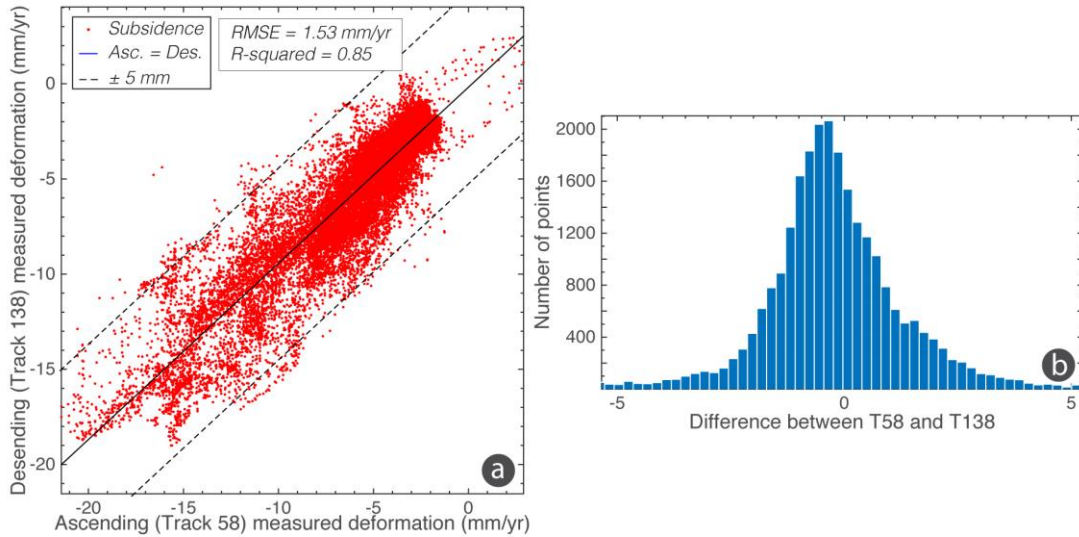 Subsidence
Asc. = Des.
± 5 mm
RMSE = 1.53 mm/yr
R-squared = 0.85
Desending (Track 138) measured deformation (mm/yr)
0
-5
-10
-15
-20
-20 -15 -10 -5 0
Ascending (Track 58) measured deformation (mm/yr)
a
Number of points
2000
1600
1200
800
400
-5 0 5
Difference between T58 and T138
b